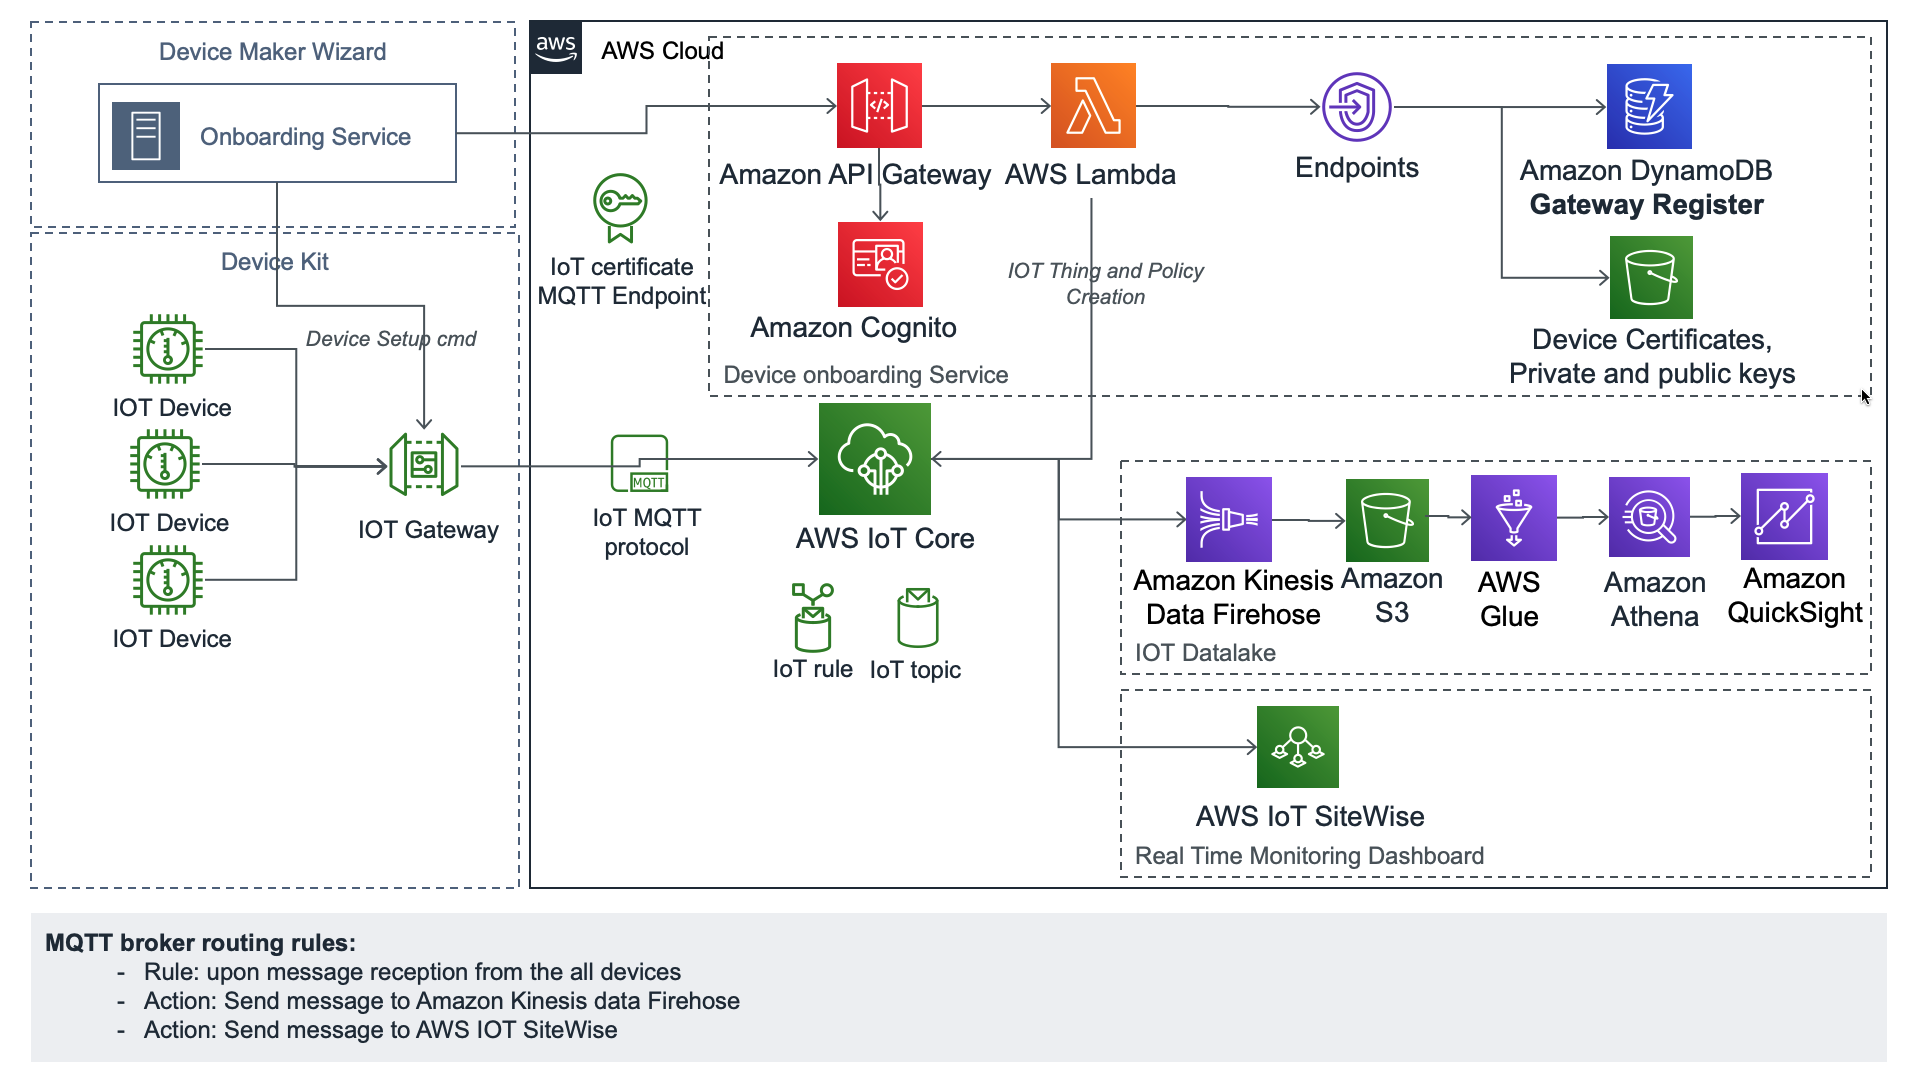 Device Maker Wizard
Onboarding Service
aws
AWS Cloud
Amazon API Gateway
AWS Lambda
Endpoints
Amazon DynamoDB
Gateway Register
IoT certificate
MQTT Endpoint
Amazon Cognito
IOT Thing and Policy
Creation
Device Certificates,
Private and public keys
Device onboarding Service
Device Kit
Device Setup cmd
IOT Device
IOT Device
IOT Device
IOT Gateway
MQTT
IoT MQTT
protocol
AWS IoT Core
IoT rule
IoT topic
Amazon Kinesis
Data Firehose
Amazon
S3
AWS
Glue
Amazon
Athena
Amazon
QuickSight
IOT Datalake
AWS IoT SiteWise
Real Time Monitoring Dashboard
MQTT broker routing rules:
- Rule: upon message reception from the all devices
- Action: Send message to Amazon Kinesis data Firehose
- Action: Send message to AWS IOT SiteWise